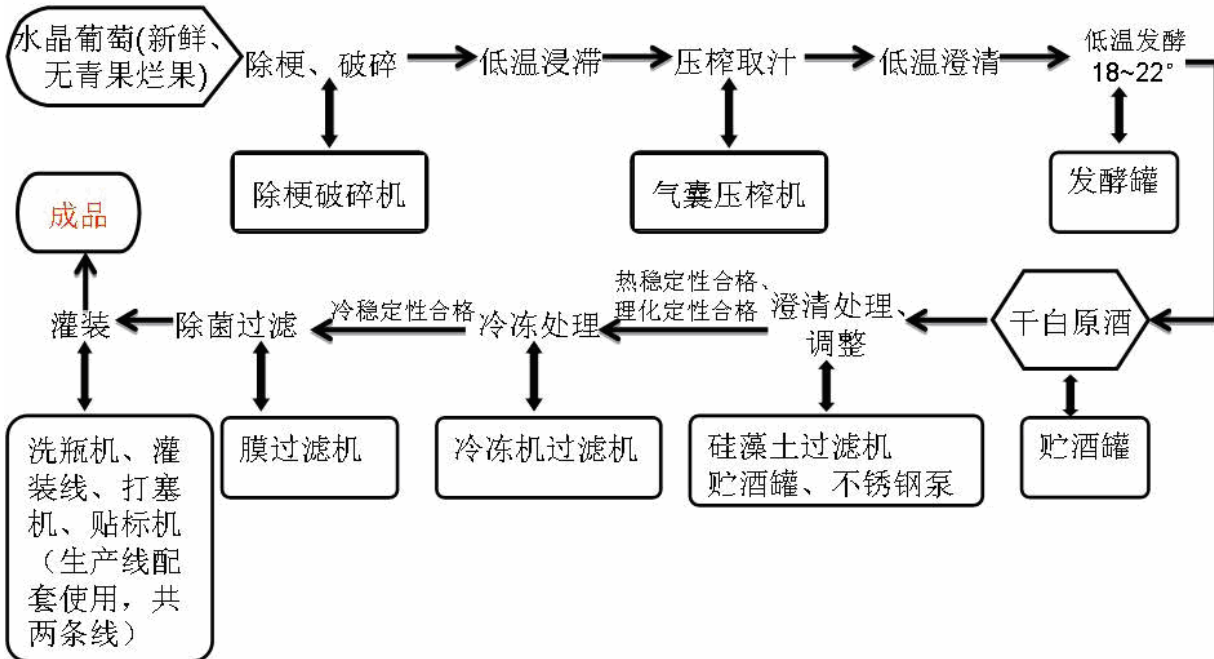 水晶葡萄(新鲜、
无青果烂果)
除梗、破碎
低温浸滞
压榨取汁
低温澄清
低温发酵
18~22°
除梗破碎机
气囊压榨机
发酵罐
成品
灌装
除菌过滤
冷稳定性合格
冷冻处理
热稳定性合格、
理化定性合格
澄清处理、
调整
干白原酒
洗瓶机、灌
装线、打塞
机、贴标机
（生产线配
套使用，共
两条线）
膜过滤机
冷冻机过滤机
硅藻土过滤机
贮酒罐、不锈钢泵
贮酒罐